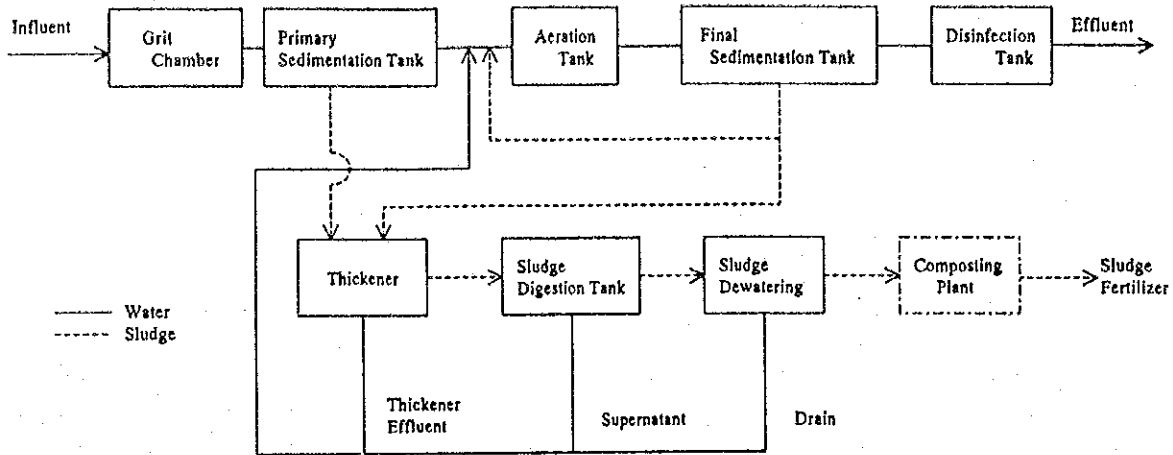 Influent
Grit
Chamber
Primary
Sedimentation Tank
Aeration
Tank
Final
Sedimentation Tank
Disinfection
Tank
Effluent
Thickener
Sludge
Digestion Tank
Sludge
Dewatering
Composting
Plant
Sludge
Fertilizer
Water
Sludge
Thickener
Effluent
Supernatant
Drain